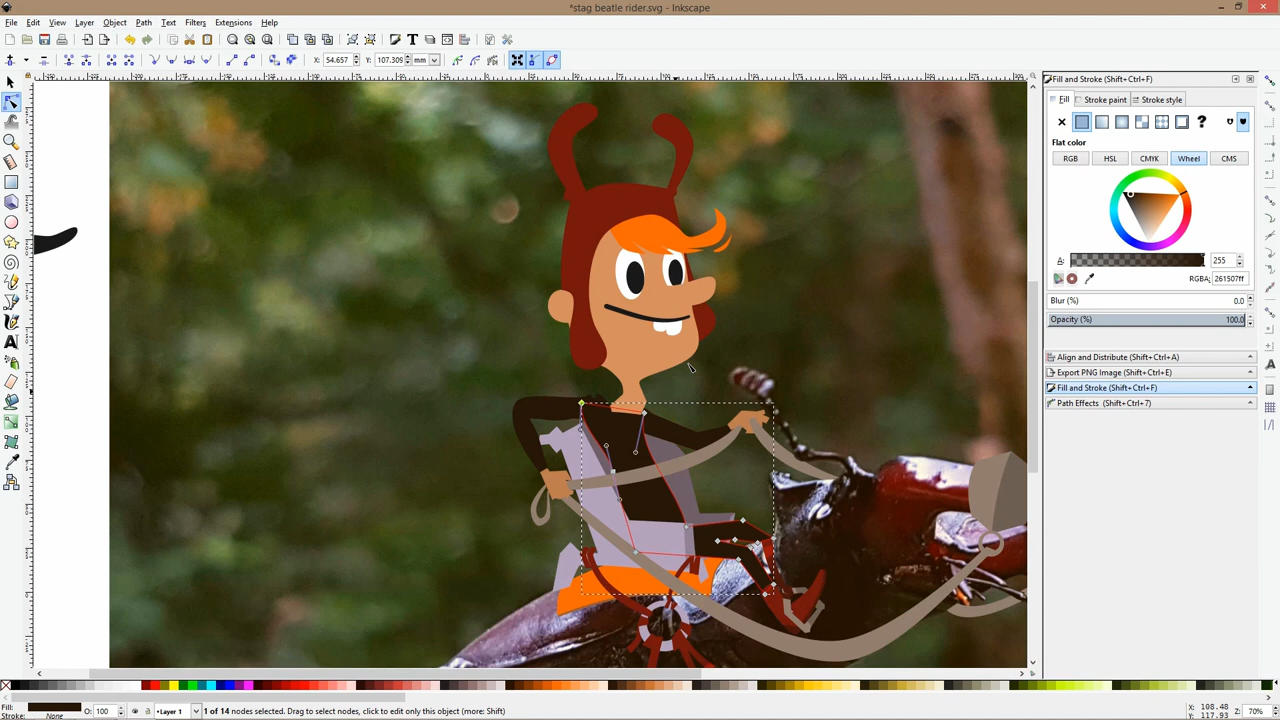 *stag beatle rider.svg - Inkscape
File Edit View Layer Object Path Text Filters Extensions Help
X: 54.657 Y: 107.309 mm
Fill and Stroke (Shift+Ctrl+F)
Fill Stroke paint Stroke style
Flat color
RGB HSL CMYK Wheel CMS
A: 255
RGBA: 261507ff
Blur (%) 0.0
Opacity (%) 100.0
Align and Distribute (Shift+Ctrl+A)
Export PNG Image (Shift+Ctrl+E)
Fill and Stroke (Shift+Ctrl+F)
Path Effects (Shift+Ctrl+7)
Fill:
Stroke: None
O: 100
Layer 1
1 of 14 nodes selected. Drag to select nodes, click to edit only this object (more: Shift)
X: 108.48
Y: 117.93
Z: 70%